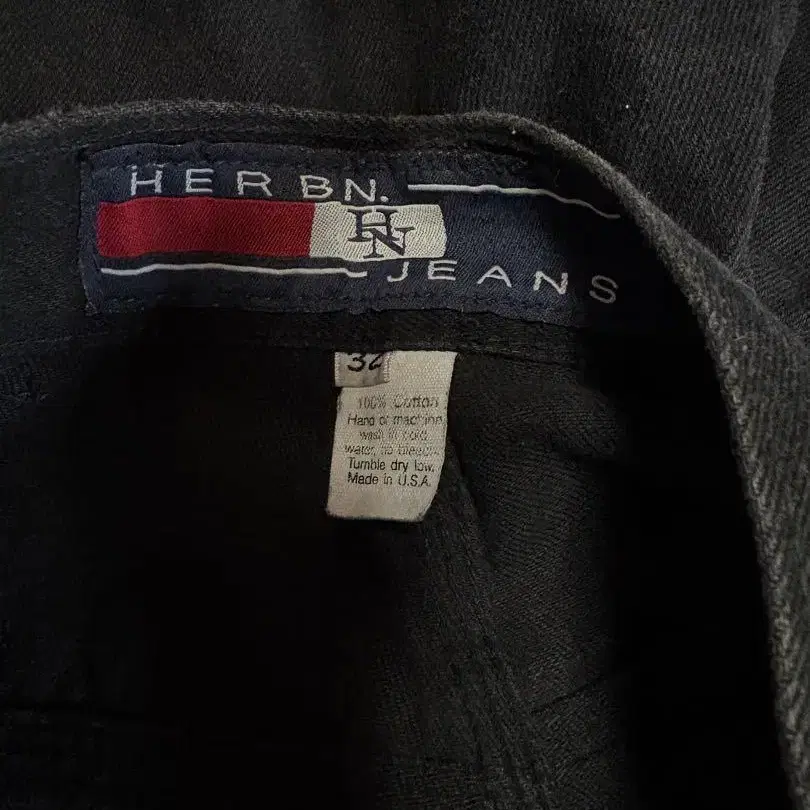 HER BN.
HN
JEANS
32
100% Cotton
Hand or machine
wash in cold
water, no bleach.
Tumble dry low.
Made in U.S.A.